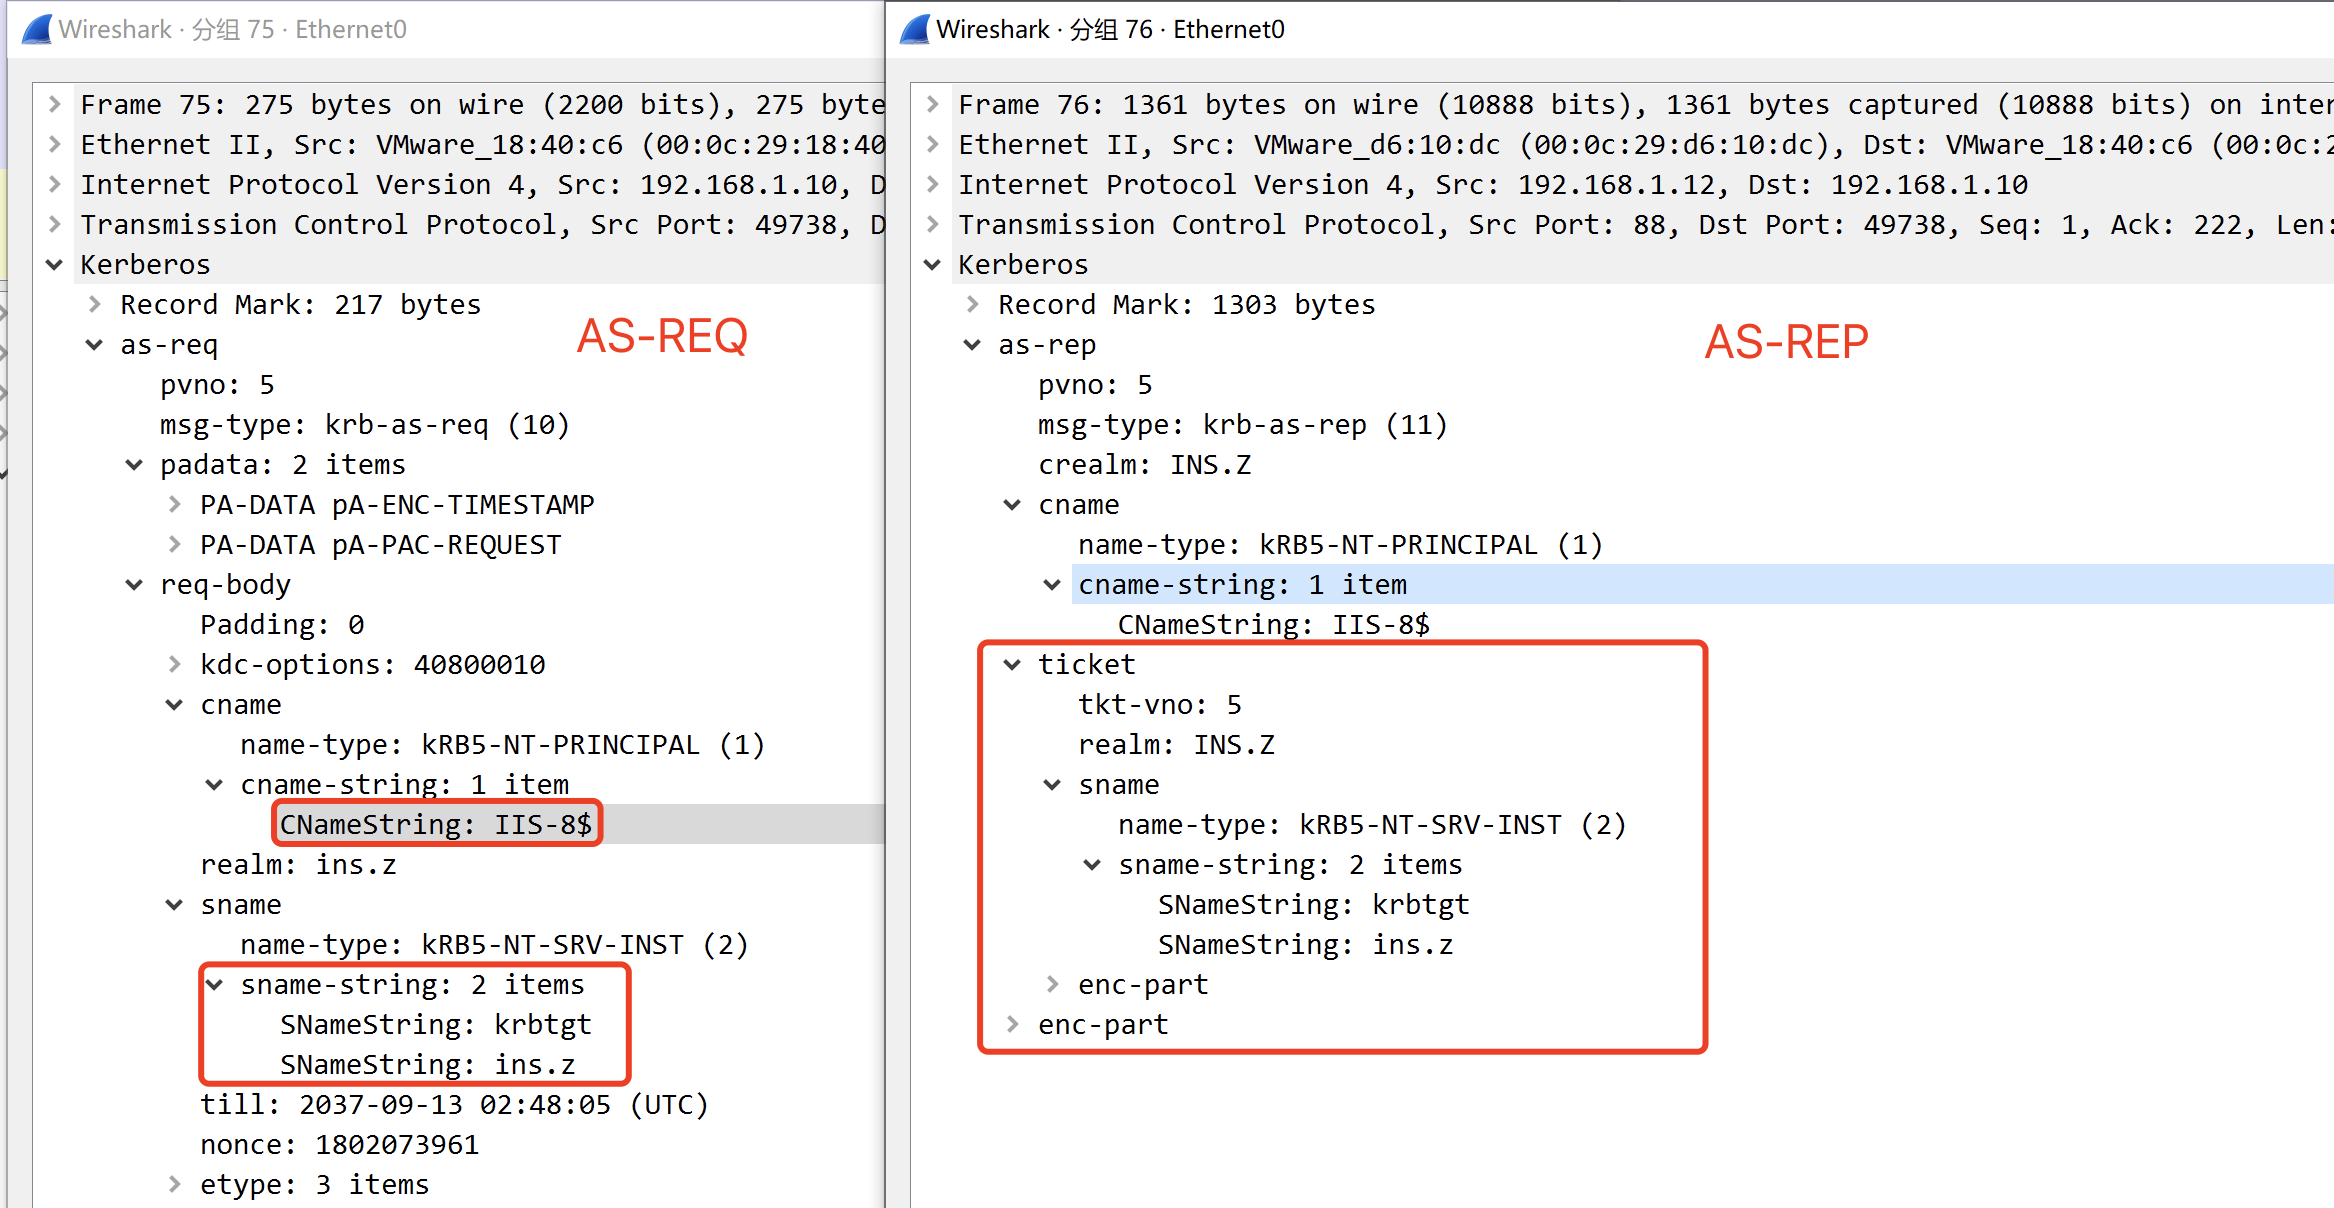 Wireshark · 分组 75 · Ethernet0
Frame 75: 275 bytes on wire (2200 bits), 275 byte
Ethernet II, Src: VMware_18:40:c6 (00:0c:29:18:40
Internet Protocol Version 4, Src: 192.168.1.10, D
Transmission Control Protocol, Src Port: 49738, D
Kerberos
Record Mark: 217 bytes
AS-REQ
as-req
pvno: 5
msg-type: krb-as-req (10)
padata: 2 items
PA-DATA pA-ENC-TIMESTAMP
PA-DATA pA-PAC-REQUEST
req-body
Padding: 0
kdc-options: 40800010
cname
name-type: kRB5-NT-PRINCIPAL (1)
cname-string: 1 item
CNameString: IIS-8$
realm: ins.z
sname
name-type: kRB5-NT-SRV-INST (2)
sname-string: 2 items
SNameString: krbtgt
SNameString: ins.z
till: 2037-09-13 02:48:05 (UTC)
nonce: 1802073961
etype: 3 items
Wireshark · 分组 76 · Ethernet0
Frame 76: 1361 bytes on wire (10888 bits), 1361 bytes captured (10888 bits) on inter
Ethernet II, Src: VMware_d6:10:dc (00:0c:29:d6:10:dc), Dst: VMware_18:40:c6 (00:0c:2
Internet Protocol Version 4, Src: 192.168.1.12, Dst: 192.168.1.10
Transmission Control Protocol, Src Port: 88, Dst Port: 49738, Seq: 1, Ack: 222, Len:
Kerberos
Record Mark: 1303 bytes
AS-REP
as-rep
pvno: 5
msg-type: krb-as-rep (11)
crealm: INS.Z
cname
name-type: kRB5-NT-PRINCIPAL (1)
cname-string: 1 item
CNameString: IIS-8$
ticket
tkt-vno: 5
realm: INS.Z
sname
name-type: kRB5-NT-SRV-INST (2)
sname-string: 2 items
SNameString: krbtgt
SNameString: ins.z
enc-part
enc-part